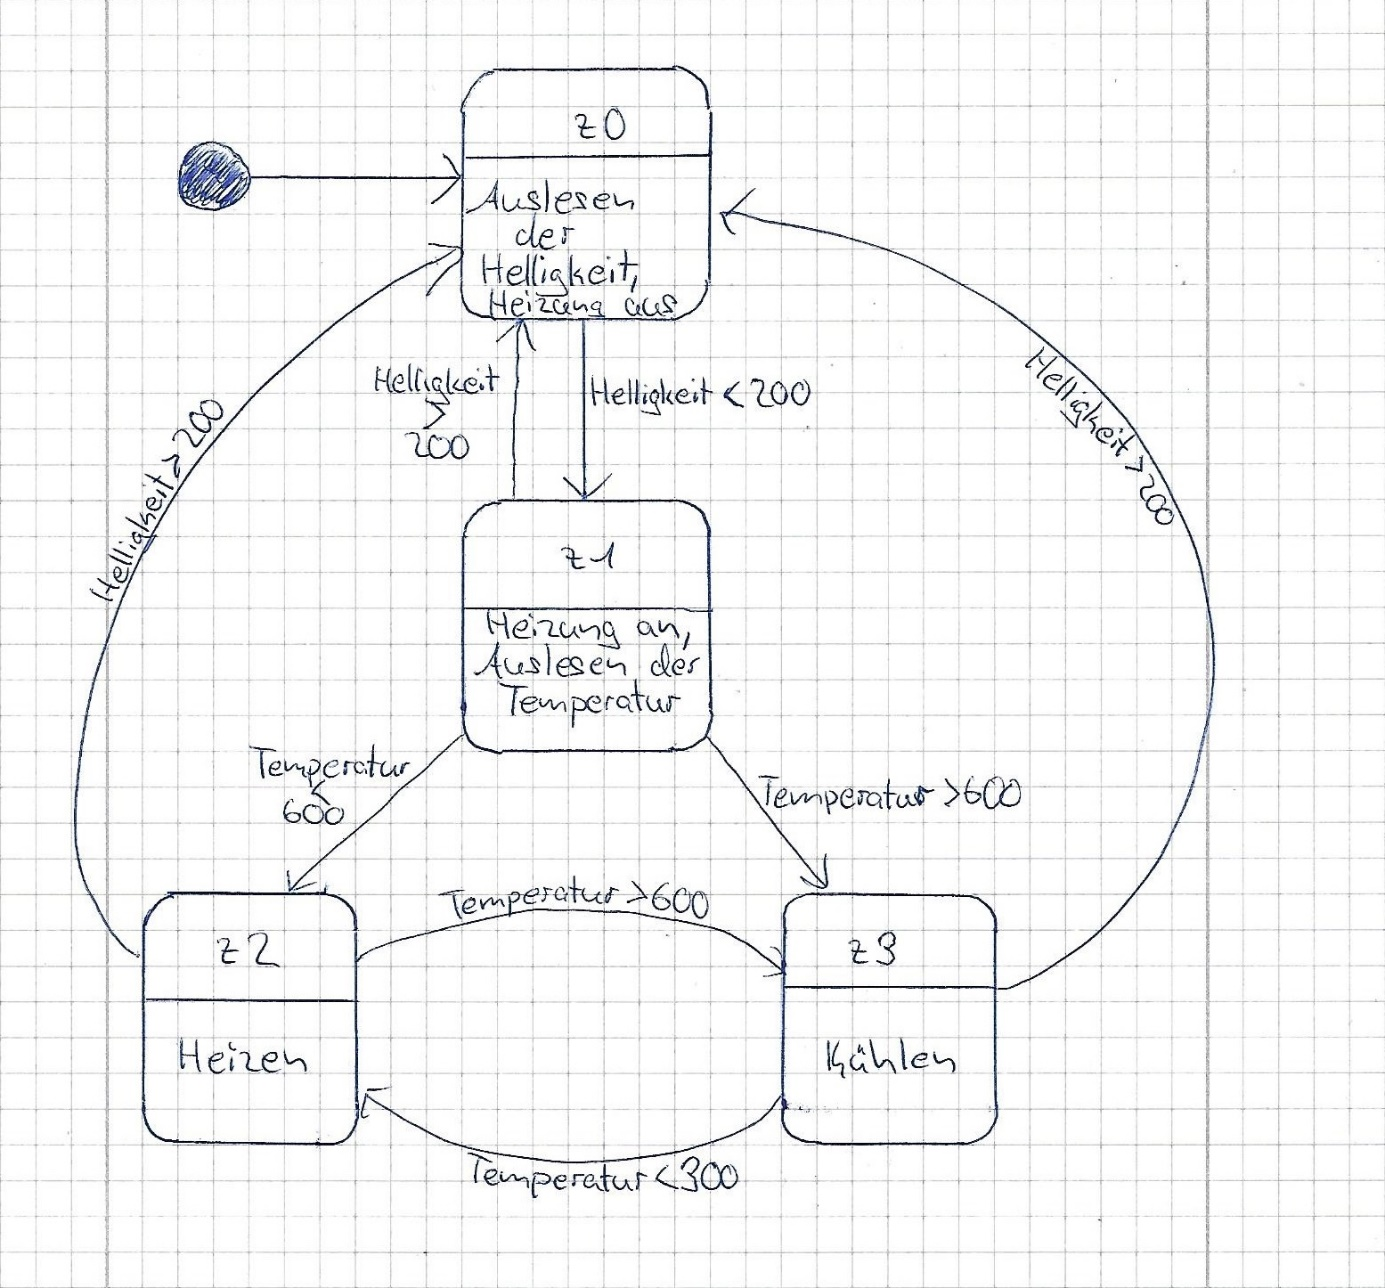 z0
Auslesen
der
Helligkeit,
Heizung aus
Helligkeit
>
200
Helligkeit < 200
Helligkeit > 200
Helligkeit > 200
z1
Heizung an,
Auslesen der
Temperatur
Temperatur
<
600
Temperatur >600
Temperatur >600
z2
Heizen
z3
Kühlen
Temperatur <300